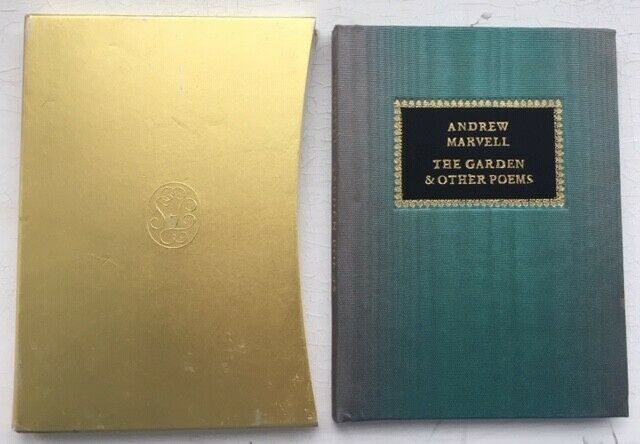 ANDREW
MARVELL
THE GARDEN
& OTHER POEMS